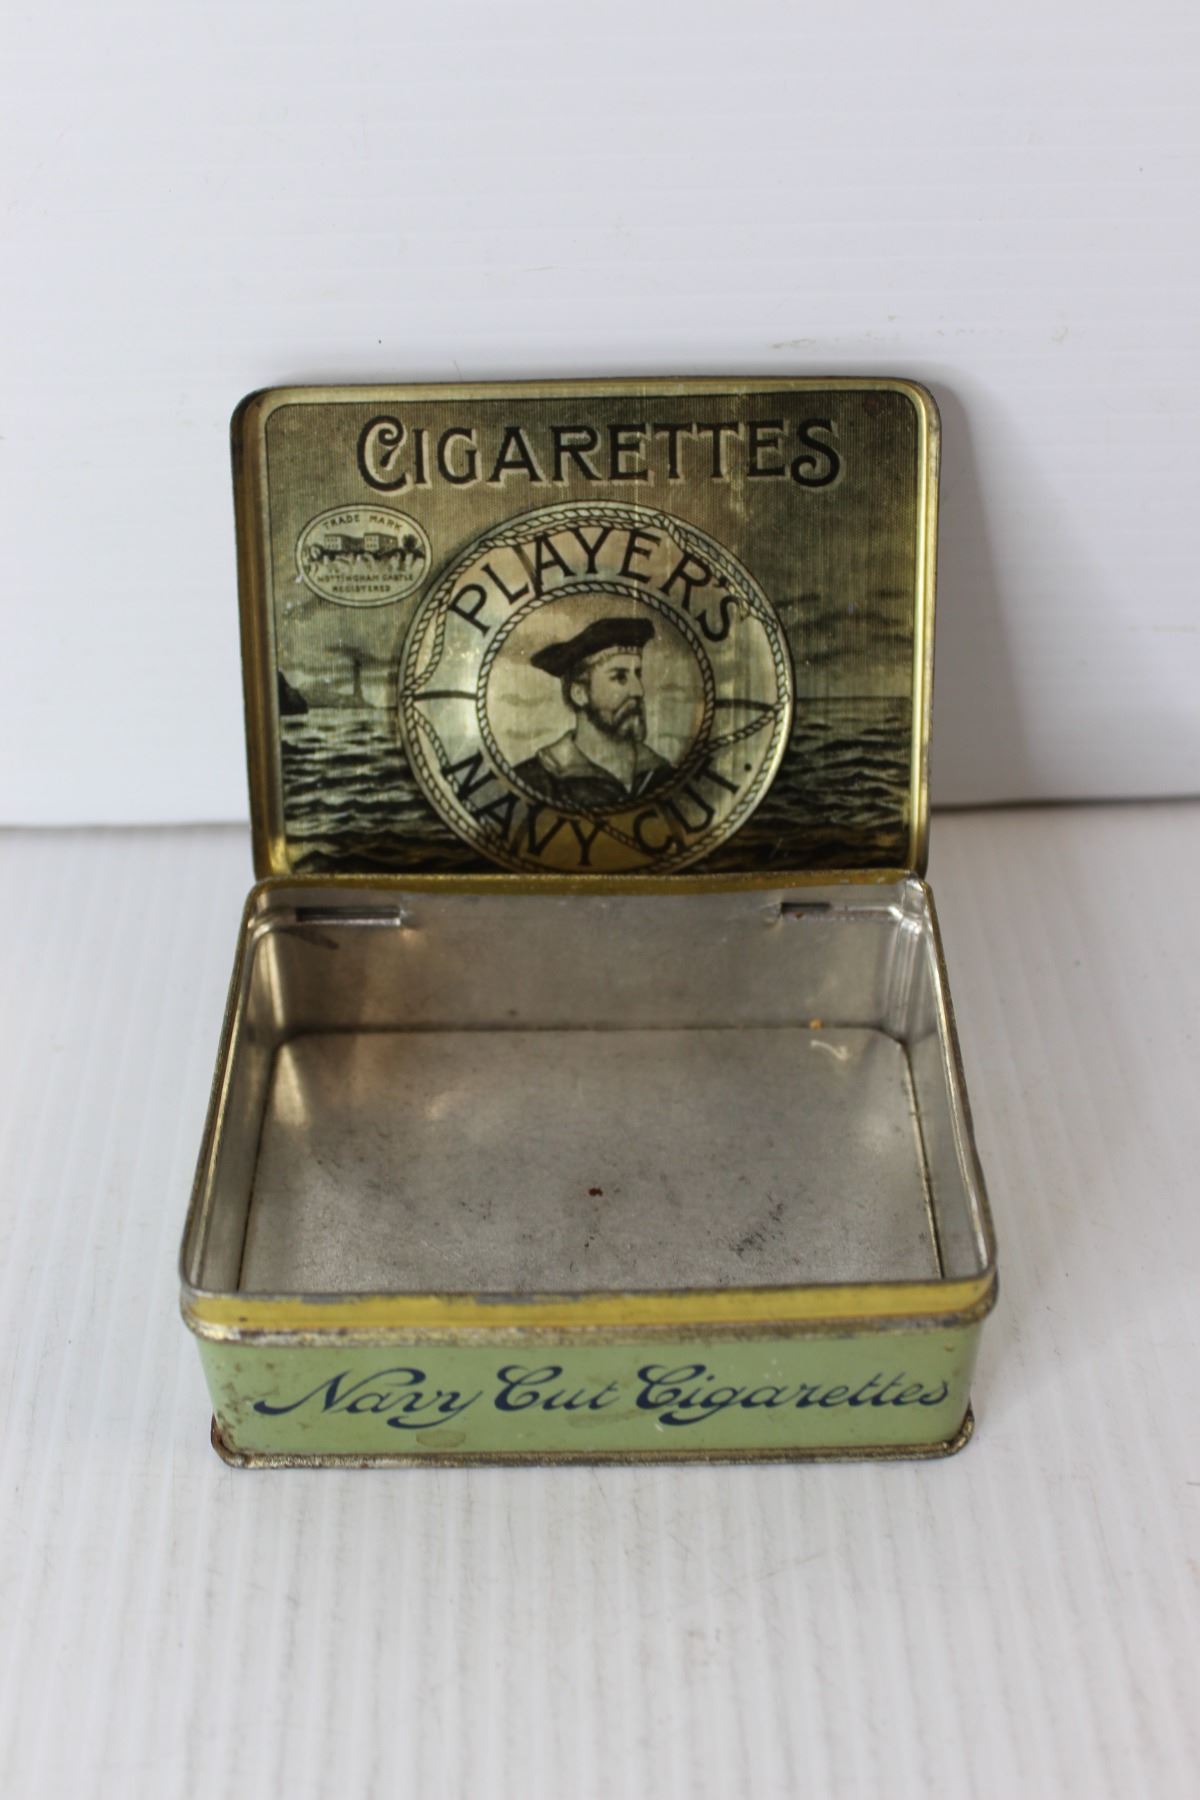 CIGARETTES
TRADE MARK
NOTTINGHAM CASTLE
REGISTERED
PLAYER'S
NAVY CUT.
Navy Cut Cigarettes